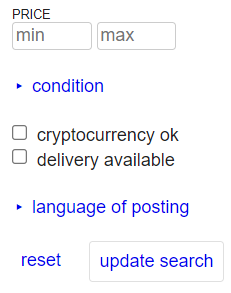 PRICE
min max
condition
cryptocurrency ok
delivery available
language of posting
reset update search